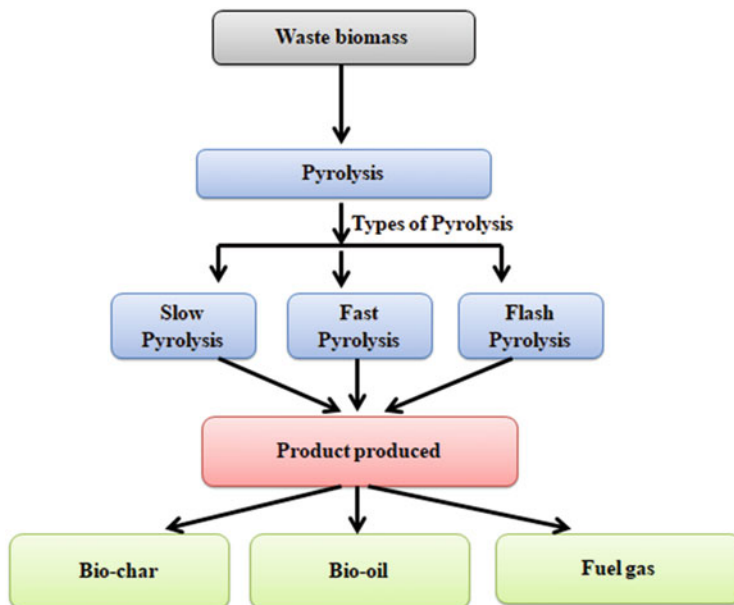 Waste biomass
Pyrolysis
Types of Pyrolysis
Slow
Pyrolysis
Fast
Pyrolysis
Flash
Pyrolysis
Product produced
Bio-char
Bio-oil
Fuel gas